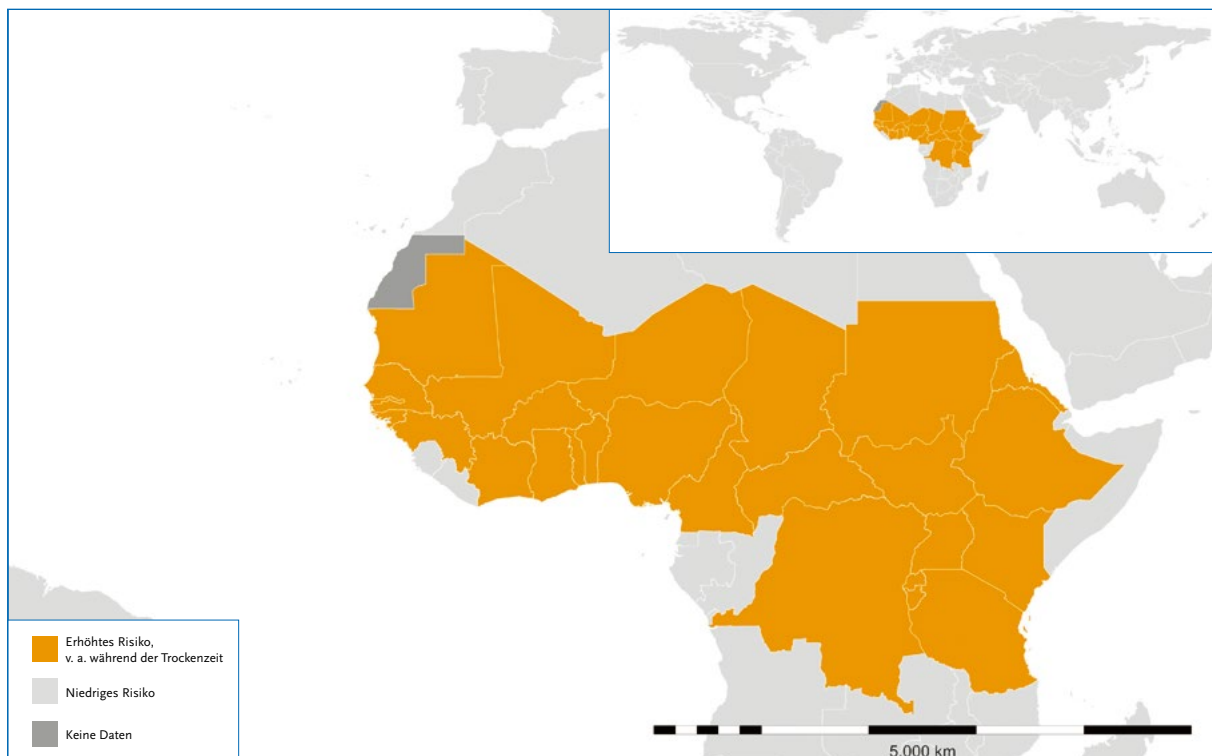 Erhöhtes Risiko,
v. a. während der Trockenzeit
Niedriges Risiko
Keine Daten
5.000 km